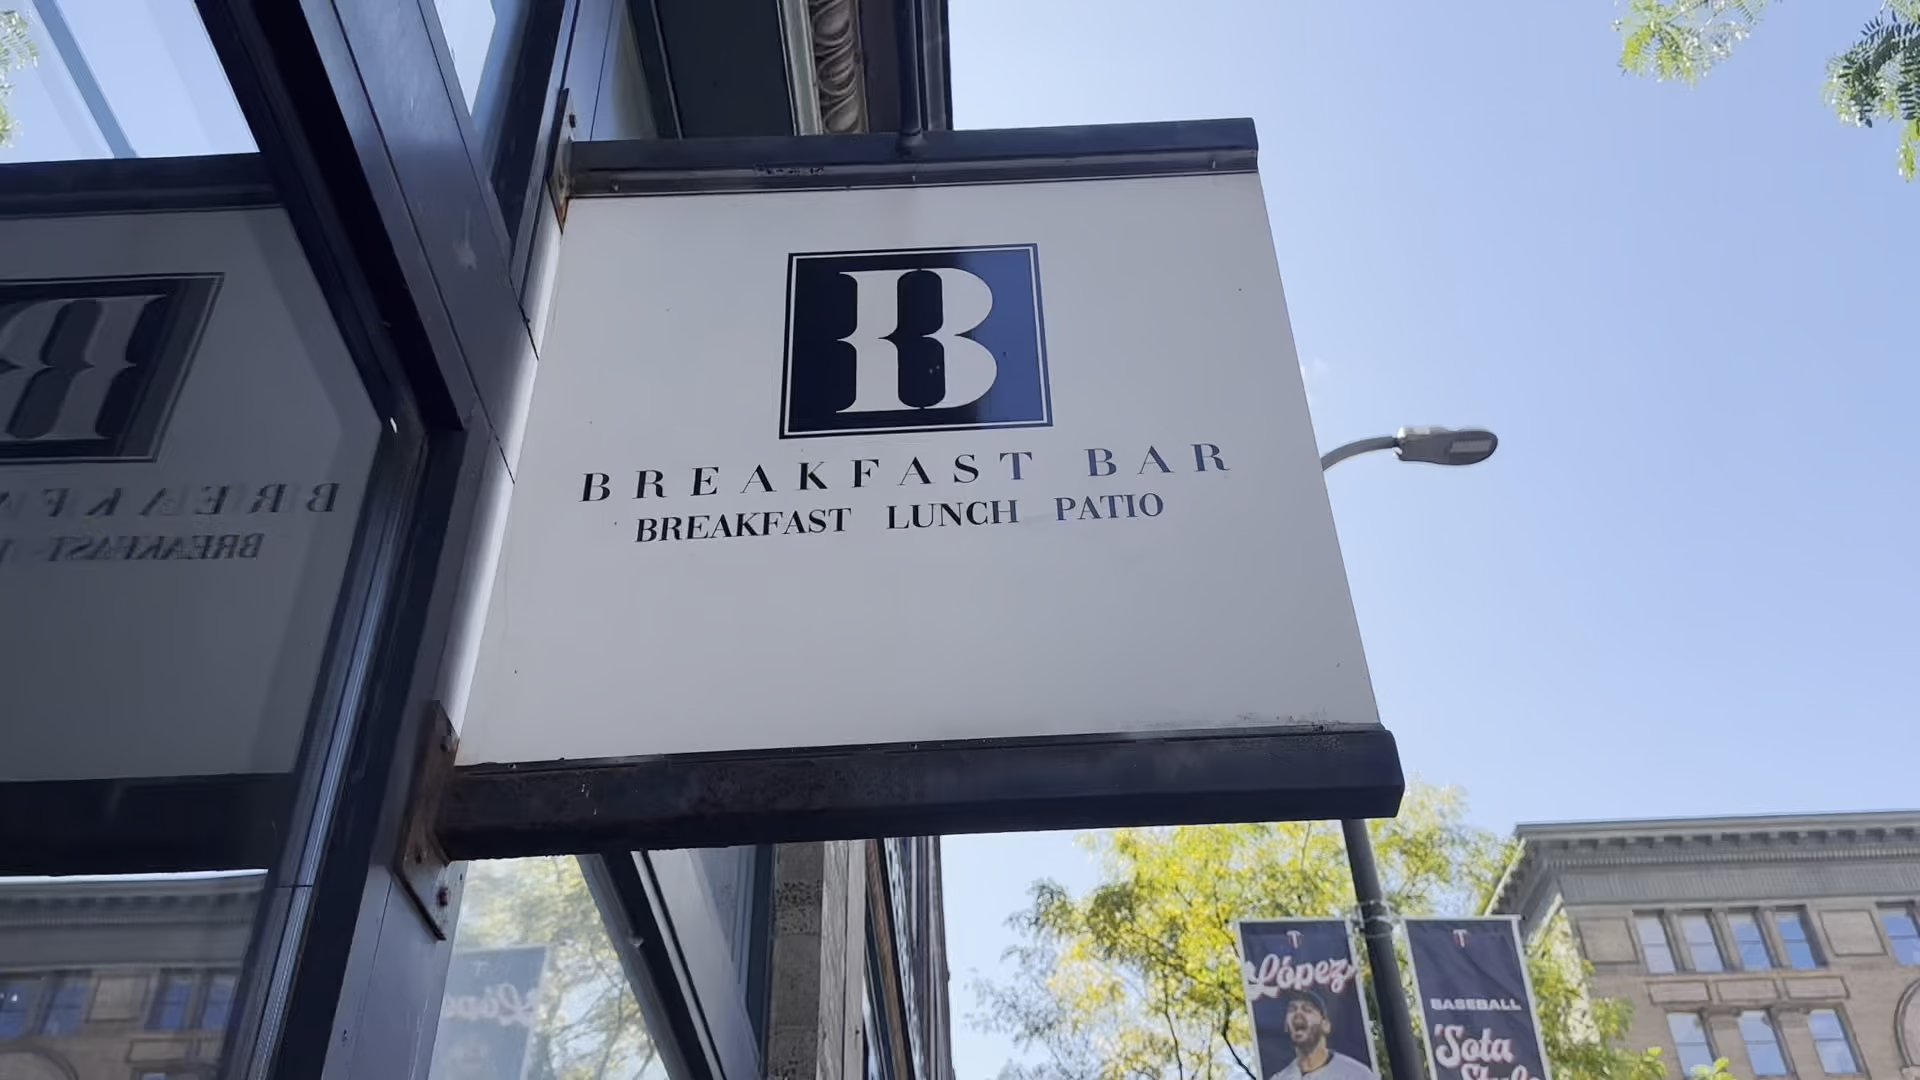 B
BREAKFAST BAR
BREAKFAST LUNCH PATIO
López
BASEBALL
'Sota